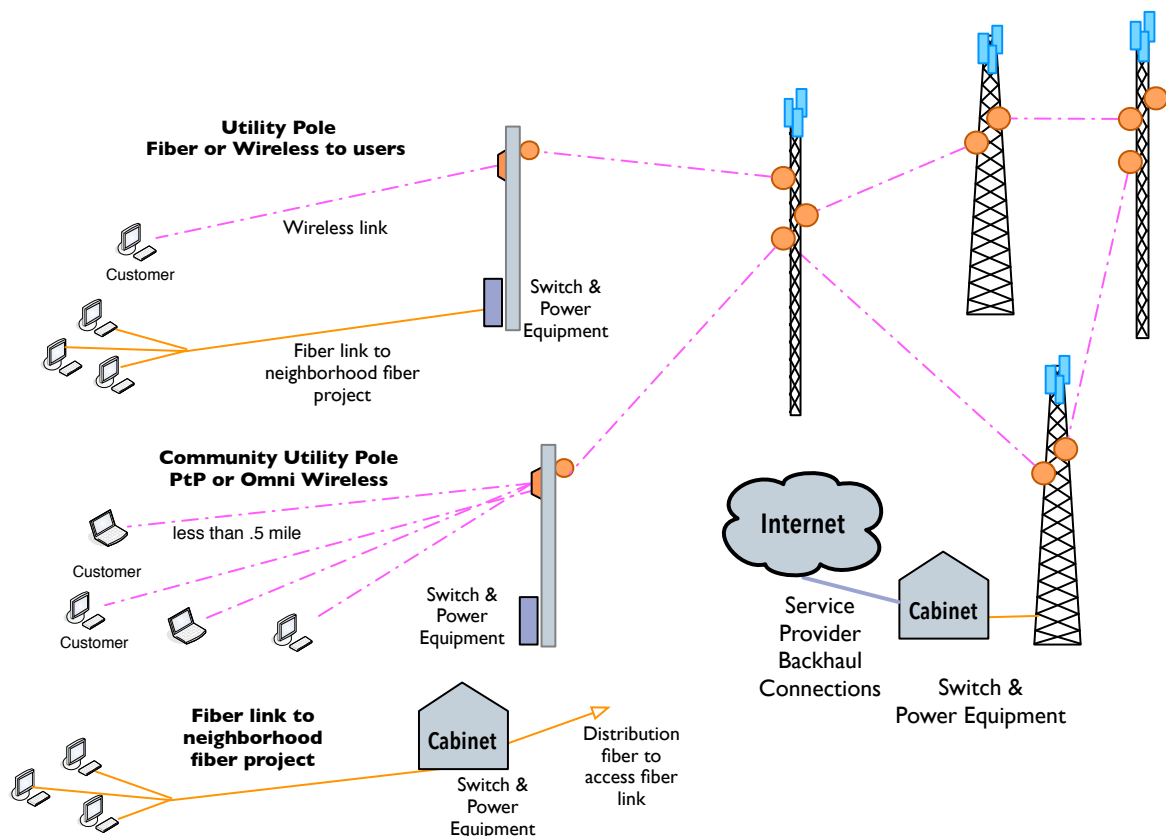 Utility Pole
Fiber or Wireless to users
Wireless link
Customer
Switch &
Power
Equipment
Fiber link to
neighborhood fiber
project
Community Utility Pole
PtP or Omni Wireless
less than .5 mile
Customer
Customer
Switch &
Power
Equipment
Internet
Cabinet
Service
Provider
Backhaul
Connections
Switch &
Power Equipment
Fiber link to
neighborhood
fiber project
Cabinet
Switch &
Power
Equipment
Distribution
fiber to
access fiber
link